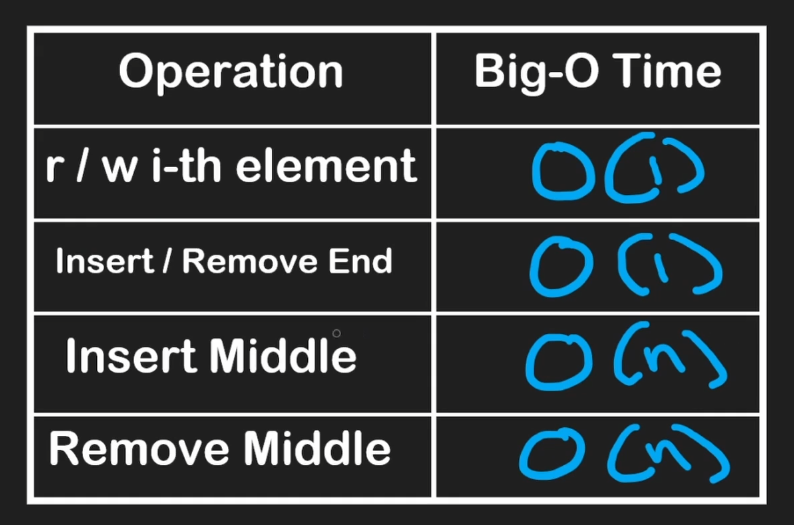 Operation Big-O Time
r / w i-th element O(1)
Insert / Remove End O(1)
Insert Middle O(n)
Remove Middle O(n)